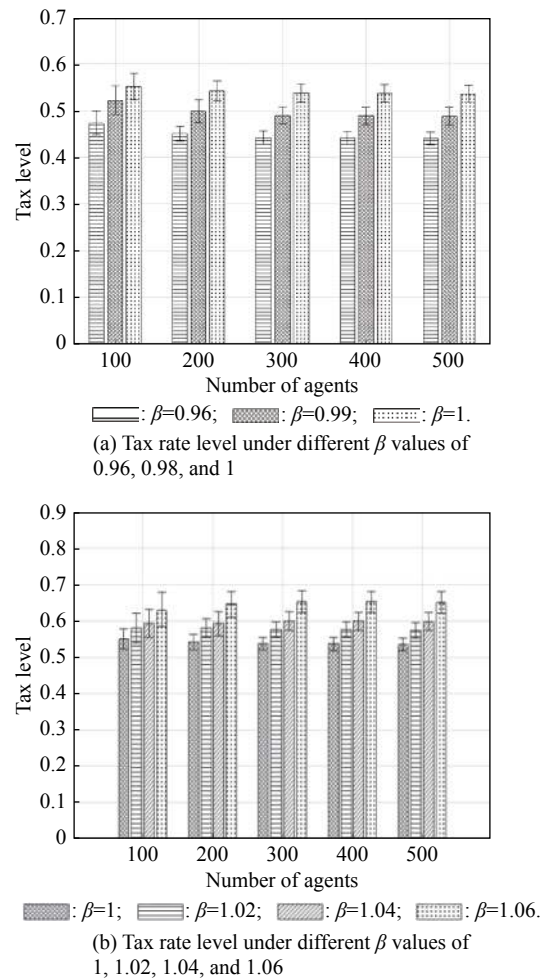 0.7
0.6
0.5
0.4
0.3
0.2
0.1
0
Tax level
100 200 300 400 500
Number of agents
: β=0.96; : β=0.99; : β=1.
(a) Tax rate level under different β values of
0.96, 0.98, and 1
0.9
0.8
0.7
0.6
0.5
0.4
0.3
0.2
0.1
0
Tax level
100 200 300 400 500
Number of agents
: β=1; : β=1.02; : β=1.04; : β=1.06.
(b) Tax rate level under different β values of
1, 1.02, 1.04, and 1.06